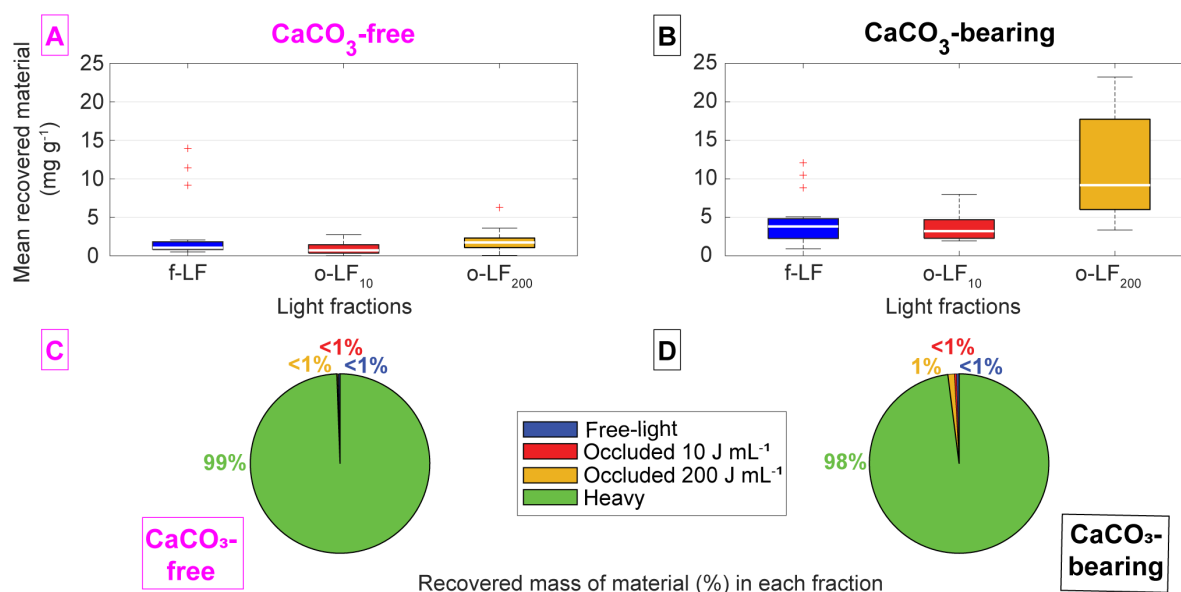 A
CaCO₃-free
B
CaCO₃-bearing
Mean recovered material
(mg g⁻¹)
25
20
15
10
5
0
f-LF
o-LF₁₀
o-LF₂₀₀
Light fractions
25
20
15
10
5
0
f-LF
o-LF₁₀
o-LF₂₀₀
Light fractions
C
<1%
<1%
<1%
99%
CaCO₃-
free
D
<1%
1%
<1%
98%
CaCO₃-
bearing
Free-light
Occluded 10 J mL⁻¹
Occluded 200 J mL⁻¹
Heavy
Recovered mass of material (%) in each fraction